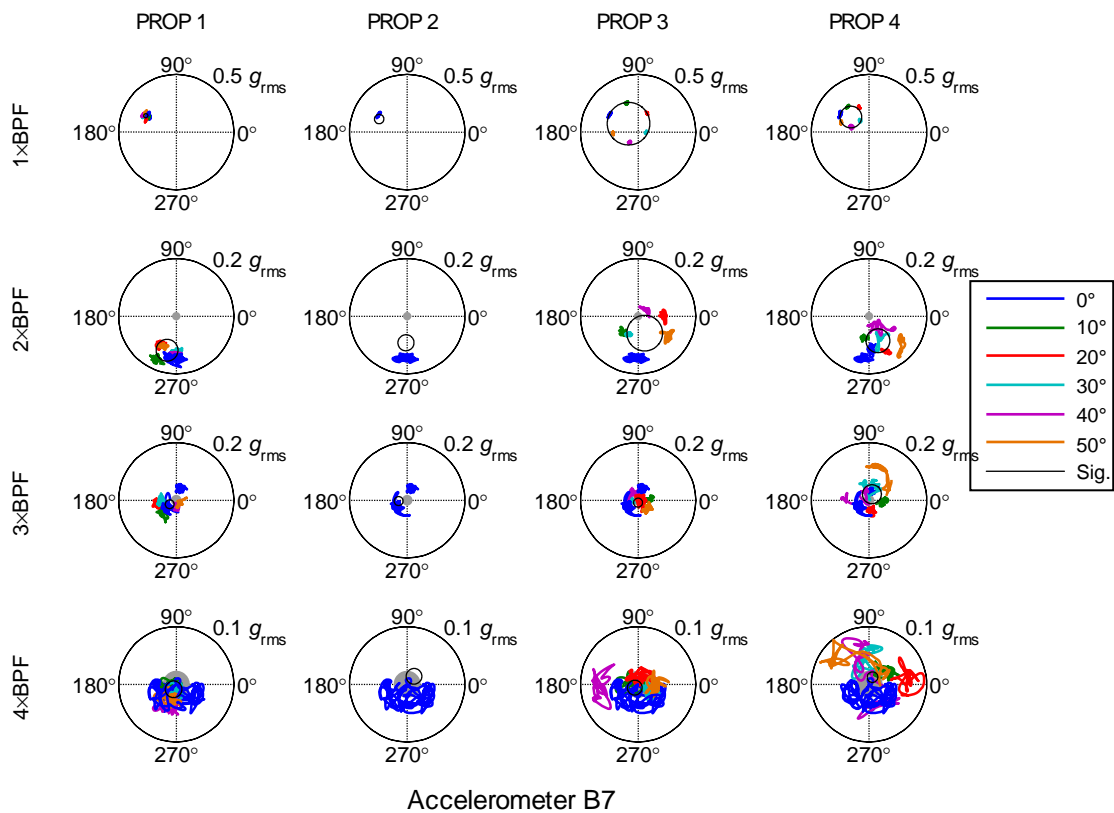 PROP 1 PROP 2 PROP 3 PROP 4
1×BPF
90° 0.5 grms 180° 0° 270°
90° 0.5 grms 180° 0° 270°
90° 0.5 grms 180° 0° 270°
90° 0.5 grms 180° 0° 270°
2×BPF
90° 0.2 grms 180° 0° 270°
90° 0.2 grms 180° 0° 270°
90° 0.2 grms 180° 0° 270°
90° 0.2 grms 180° 0° 270°
3×BPF
90° 0.2 grms 180° 0° 270°
90° 0.2 grms 180° 0° 270°
90° 0.2 grms 180° 0° 270°
90° 0.2 grms 180° 0° 270°
4×BPF
90° 0.1 grms 180° 0° 270°
90° 0.1 grms 180° 0° 270°
90° 0.1 grms 180° 0° 270°
90° 0.1 grms 180° 0° 270°
0°
10°
20°
30°
40°
50°
Sig.
Accelerometer B7